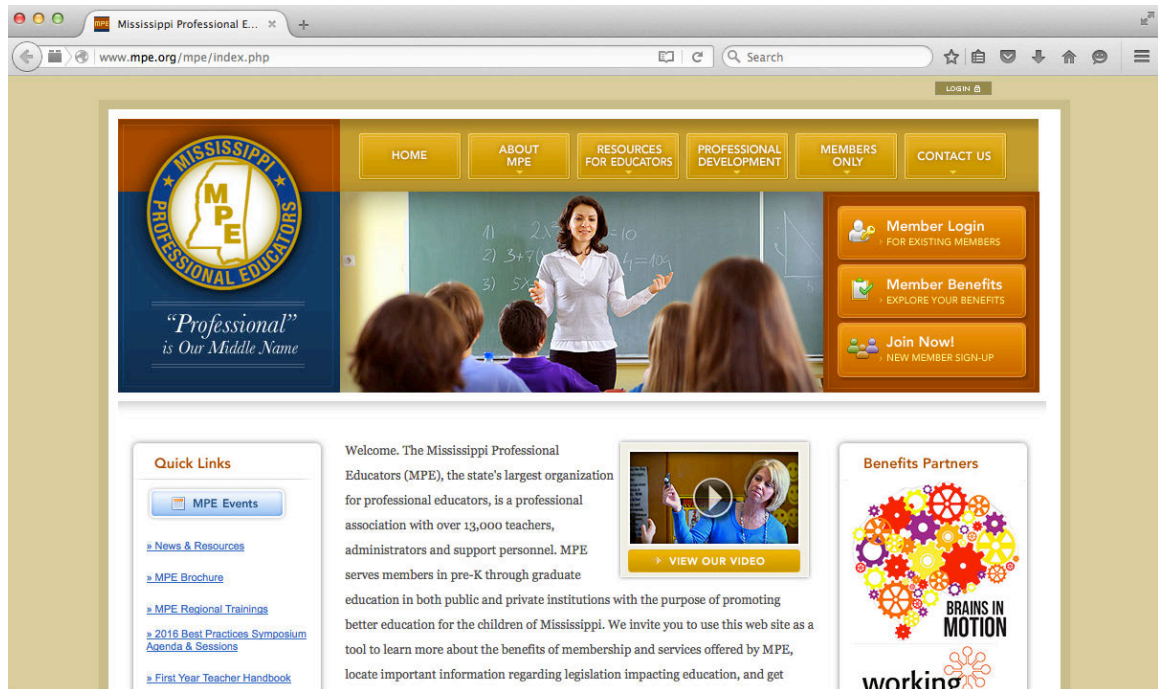 Mississippi Professional E...
www.mpe.org/mpe/index.php
Search
LOGIN
MISSISSIPPI
PROFESSIONAL EDUCATORS
M
P
E
"Professional"
is Our Middle Name
HOME
ABOUT
MPE
RESOURCES
FOR EDUCATORS
PROFESSIONAL
DEVELOPMENT
MEMBERS
ONLY
CONTACT US
Member Login
› FOR EXISTING MEMBERS
Member Benefits
› EXPLORE YOUR BENEFITS
Join Now!
› NEW MEMBER SIGN-UP
Quick Links
MPE Events
» News & Resources
» MPE Brochure
» MPE Regional Trainings
» 2016 Best Practices Symposium
Agenda & Sessions
» First Year Teacher Handbook
Welcome. The Mississippi Professional
Educators (MPE), the state's largest organization
for professional educators, is a professional
association with over 13,000 teachers,
administrators and support personnel. MPE
serves members in pre-K through graduate
education in both public and private institutions with the purpose of promoting
better education for the children of Mississippi. We invite you to use this web site as a
tool to learn more about the benefits of membership and services offered by MPE,
locate important information regarding legislation impacting education, and get
VIEW OUR VIDEO
Benefits Partners
BRAINS IN
MOTION
working